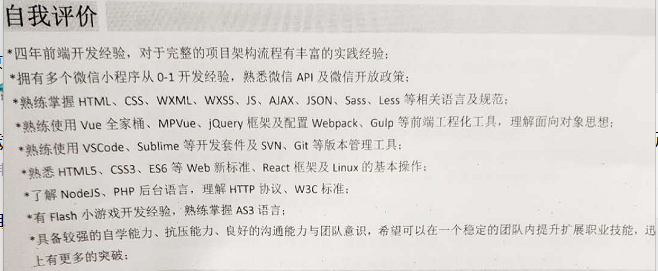 自我评价
*四年前端开发经验，对于完整的项目架构流程有丰富的实践经验；
*拥有多个微信小程序从 0-1 开发经验，熟悉微信 API 及微信开放政策；
*熟练掌握 HTML、CSS、WXML、WXSS、JS、AJAX、JSON、Sass、Less 等相关语言及规范；
*熟练使用 Vue 全家桶、MPVue、jQuery 框架及配置 Webpack、Gulp 等前端工程化工具，理解面向对象思想；
*熟练使用 VSCode、Sublime 等开发套件及 SVN、Git 等版本管理工具；
*熟悉 HTML5、CSS3、ES6 等 Web 新标准、React 框架及 Linux 的基本操作；
*了解 NodeJS、PHP 后台语言，理解 HTTP 协议、W3C 标准；
*有 Flash 小游戏开发经验，熟练掌握 AS3 语言；
*具备较强的自学能力、抗压能力、良好的沟通能力与团队意识，希望可以在一个稳定的团队内提升扩展职业技能，迅
上有更多的突破；